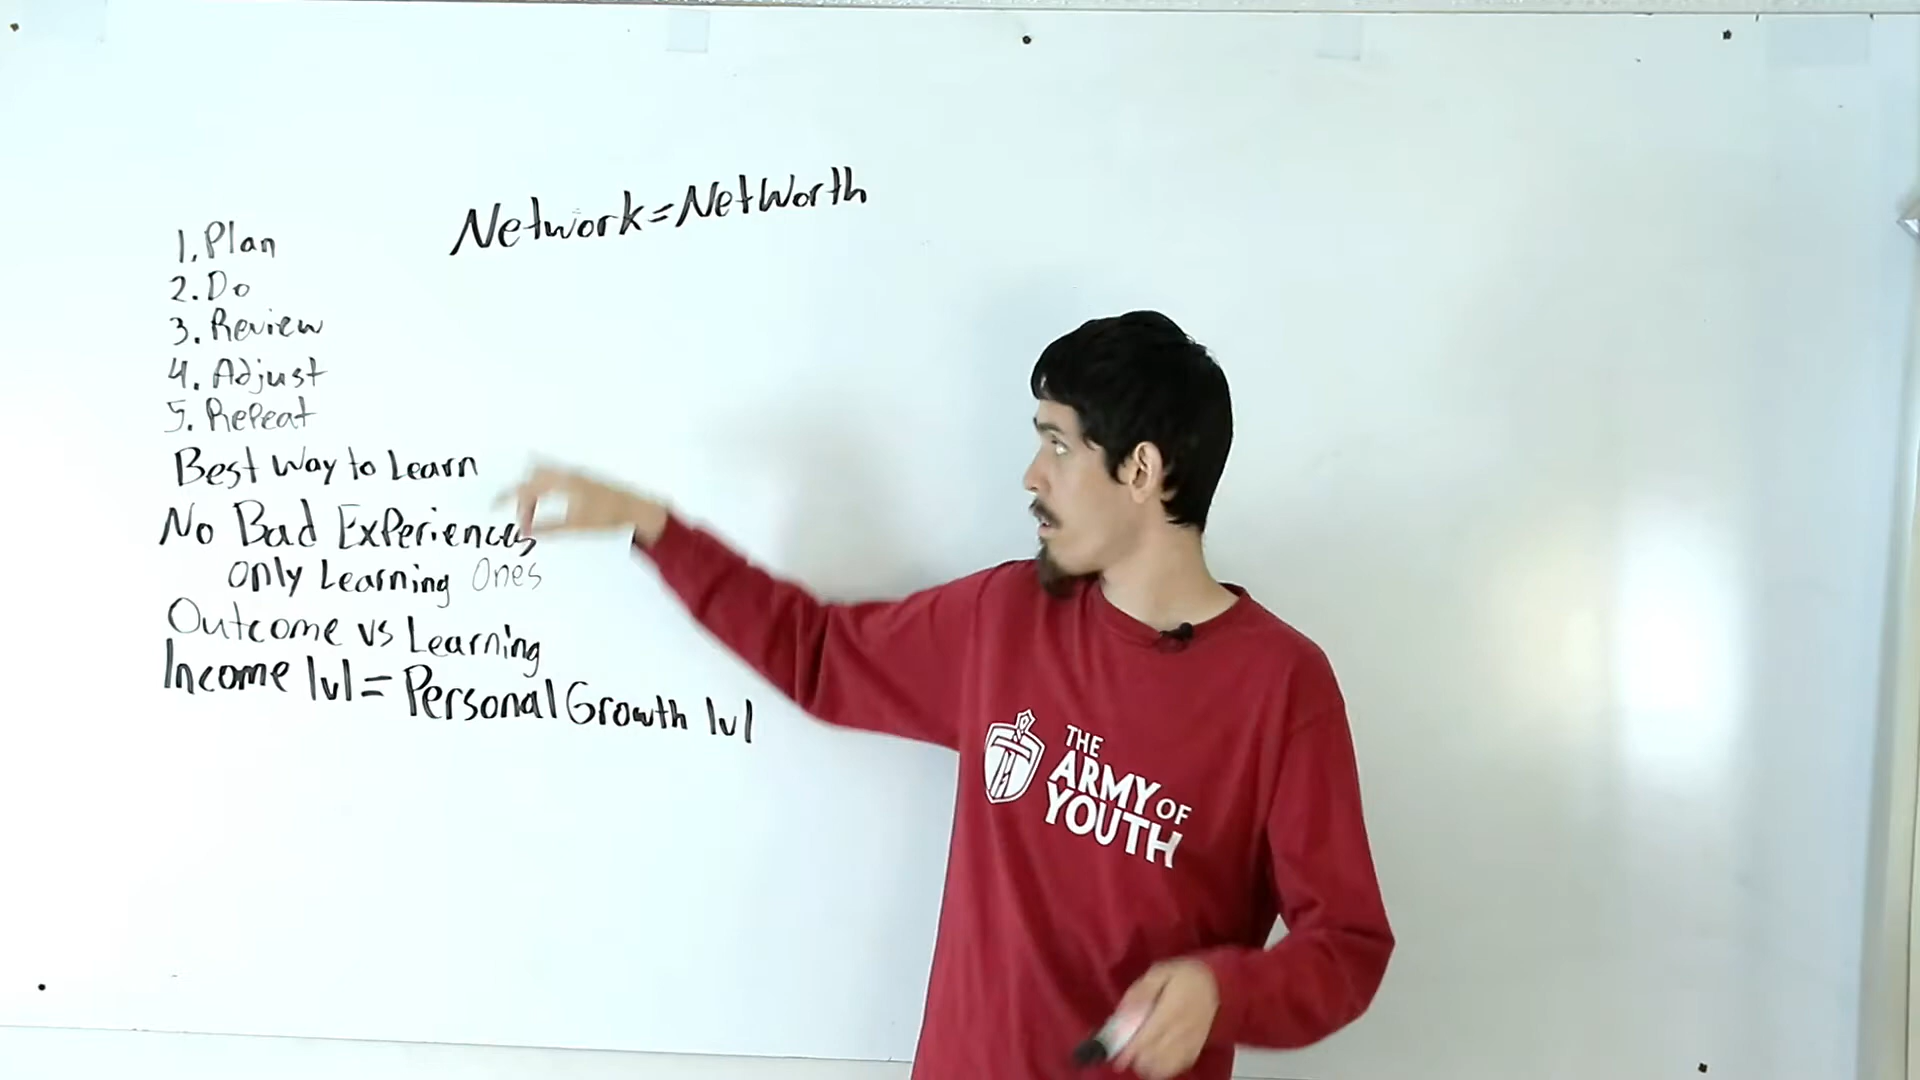 Network=NetWorth
1. Plan
2. Do
3. Review
4. Adjust
5. Repeat
Best Way to Learn
No Bad Experiences
only Learning Ones
Outcome vs Learning
Income lvl = Personal Growth lvl
THE
ARMY OF
YOUTH